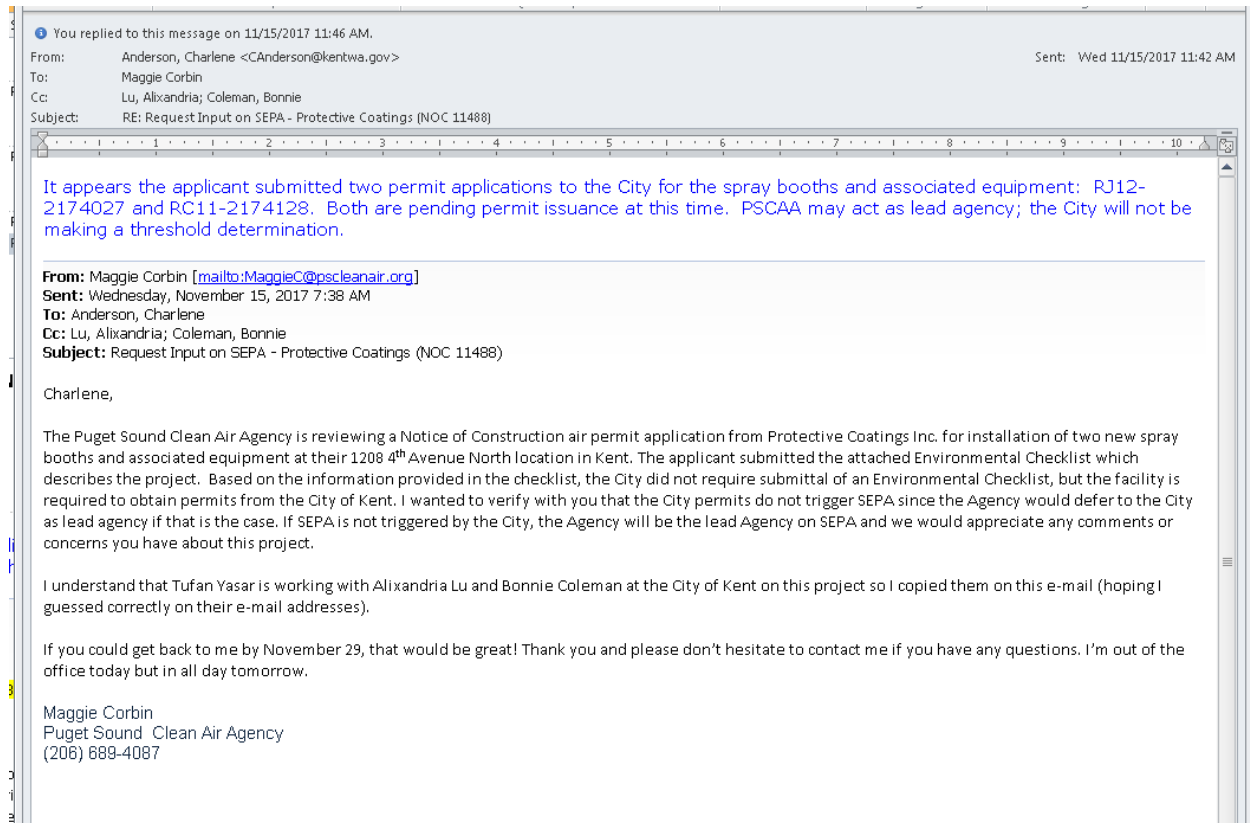 You replied to this message on 11/15/2017 11:46 AM.
From: Anderson, Charlene <CAnderson@kentwa.gov> Sent: Wed 11/15/2017 11:42 AM
To: Maggie Corbin
Cc: Lu, Alixandria; Coleman, Bonnie
Subject: RE: Request Input on SEPA - Protective Coatings (NOC 11488)
1 2 3 4 5 6 7 8 9 10
It appears the applicant submitted two permit applications to the City for the spray booths and associated equipment: RJ12-
2174027 and RC11-2174128. Both are pending permit issuance at this time. PSCAA may act as lead agency; the City will not be
making a threshold determination.
From: Maggie Corbin [mailto:MaggieC@pscleanair.org]
Sent: Wednesday, November 15, 2017 7:38 AM
To: Anderson, Charlene
Cc: Lu, Alixandria; Coleman, Bonnie
Subject: Request Input on SEPA - Protective Coatings (NOC 11488)
Charlene,
The Puget Sound Clean Air Agency is reviewing a Notice of Construction air permit application from Protective Coatings Inc. for installation of two new spray
booths and associated equipment at their 1208 4th Avenue North location in Kent. The applicant submitted the attached Environmental Checklist which
describes the project. Based on the information provided in the checklist, the City did not require submittal of an Environmental Checklist, but the facility is
required to obtain permits from the City of Kent. I wanted to verify with you that the City permits do not trigger SEPA since the Agency would defer to the City
as lead agency if that is the case. If SEPA is not triggered by the City, the Agency will be the lead Agency on SEPA and we would appreciate any comments or
concerns you have about this project.
I understand that Tufan Yasar is working with Alixandria Lu and Bonnie Coleman at the City of Kent on this project so I copied them on this e-mail (hoping I
guessed correctly on their e-mail addresses).
If you could get back to me by November 29, that would be great! Thank you and please don't hesitate to contact me if you have any questions. I'm out of the
office today but in all day tomorrow.
Maggie Corbin
Puget Sound Clean Air Agency
(206) 689-4087